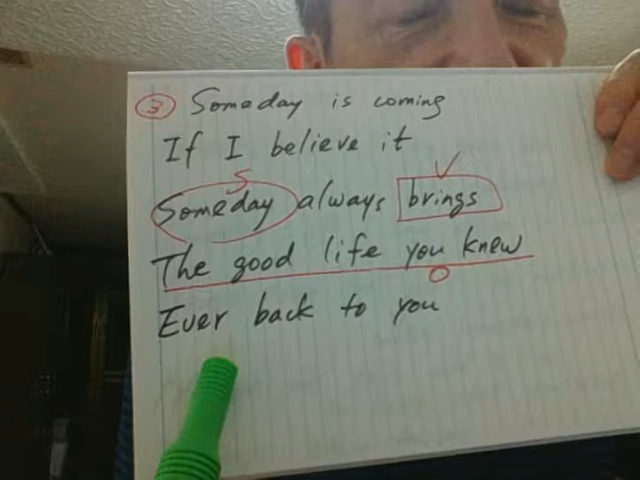 ③ Someday is coming
If I believe it
S V
Someday always brings
The good life you knew
O
Ever back to you